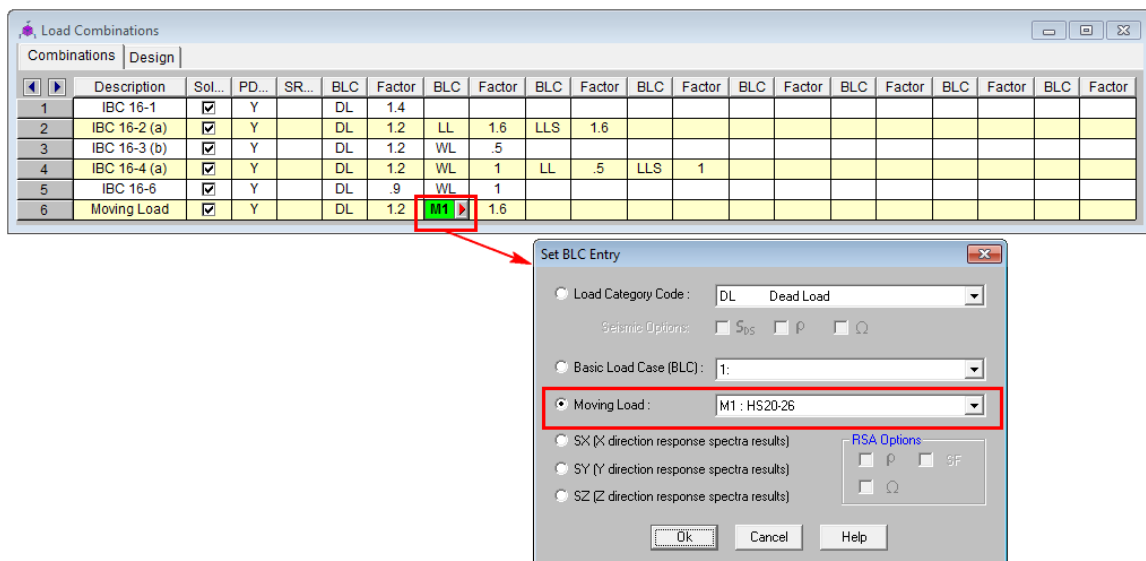 Load Combinations
Combinations Design
Description Sol... PD... SR... BLC Factor BLC Factor BLC Factor BLC Factor BLC Factor BLC Factor BLC Factor BLC Factor
1 IBC 16-1 Y DL 1.4
2 IBC 16-2 (a) Y DL 1.2 LL 1.6 LLS 1.6
3 IBC 16-3 (b) Y DL 1.2 WL .5
4 IBC 16-4 (a) Y DL 1.2 WL 1 LL .5 LLS 1
5 IBC 16-6 Y DL .9 WL 1
6 Moving Load Y DL 1.2 M1 1.6
Set BLC Entry
Load Category Code : DL Dead Load
Seismic Options: SDS ρ Ω
Basic Load Case (BLC) : 1:
Moving Load : M1 : HS20-26
SX (X direction response spectra results)
RSA Options
ρ SF
SY (Y direction response spectra results)
Ω
SZ (Z direction response spectra results)
Ok Cancel Help